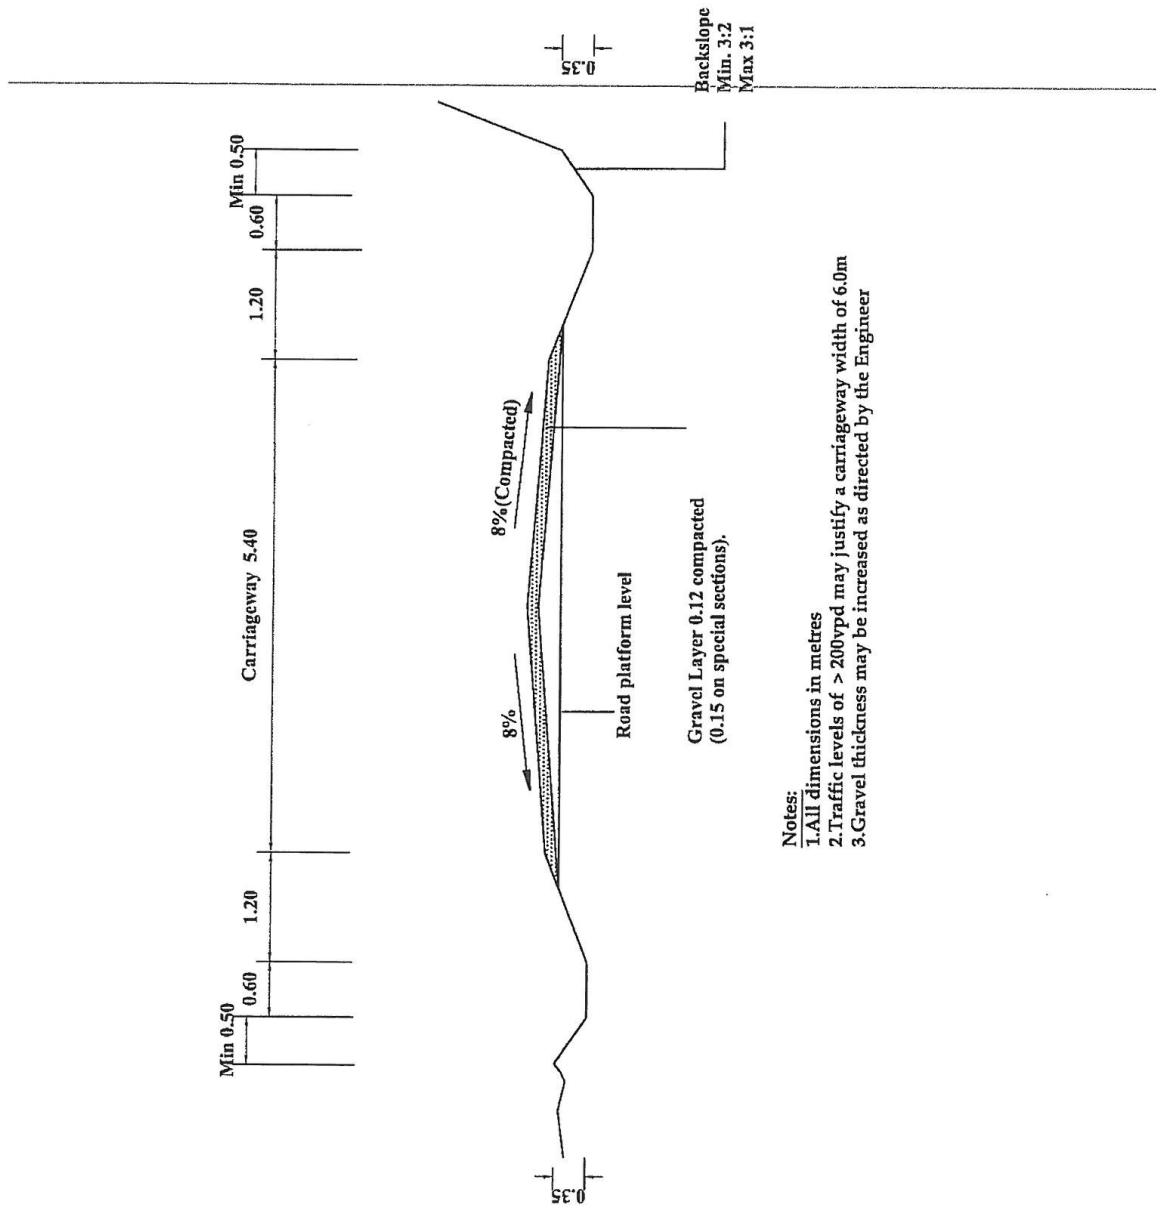 Min 0.50
0.60
1.20
Carriageway 5.40
1.20
0.60
Min 0.50
8%
8%(Compacted)
0.35
0.35
Road platform level
Gravel Layer 0.12 compacted
(0.15 on special sections).
Backslope
Min. 3:2
Max 3:1
Notes:
1.All dimensions in metres
2.Traffic levels of > 200vpd may justify a carriageway width of 6.0m
3.Gravel thickness may be increased as directed by the Engineer